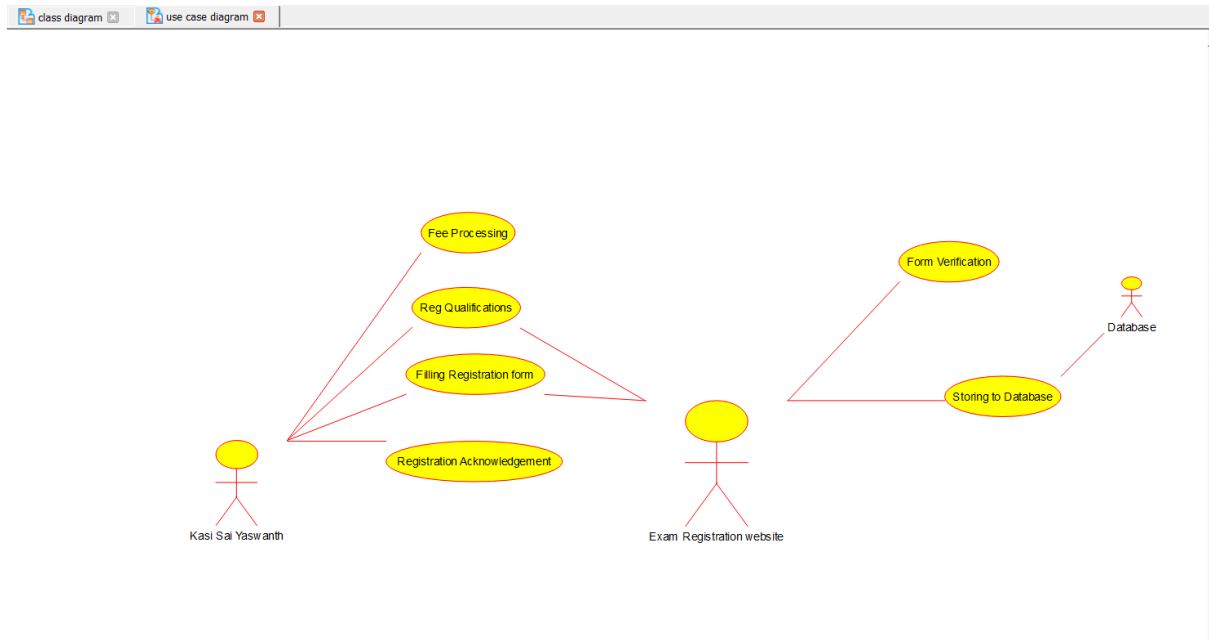 class diagram
use case diagram
Fee Processing
Form Verification
Reg Qualifications
Database
Filling Registration form
Storing to Database
Registration Acknowledgement
Kasi Sai Yaswanth
Exam Registration website